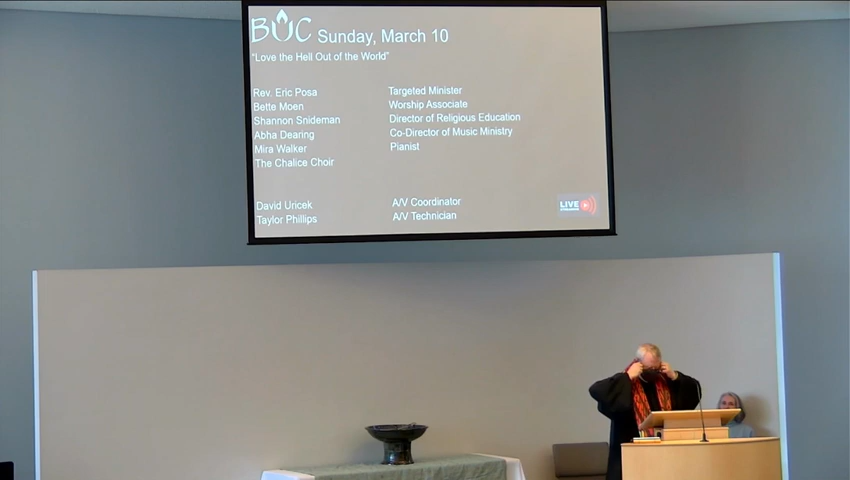 BUC Sunday, March 10
"Love the Hell Out of the World"
Rev. Eric Posa Targeted Minister
Bette Moen Worship Associate
Shannon Snideman Director of Religious Education
Abha Dearing Co-Director of Music Ministry
Mira Walker Pianist
The Chalice Choir
David Uricek A/V Coordinator
Taylor Phillips A/V Technician
LIVE